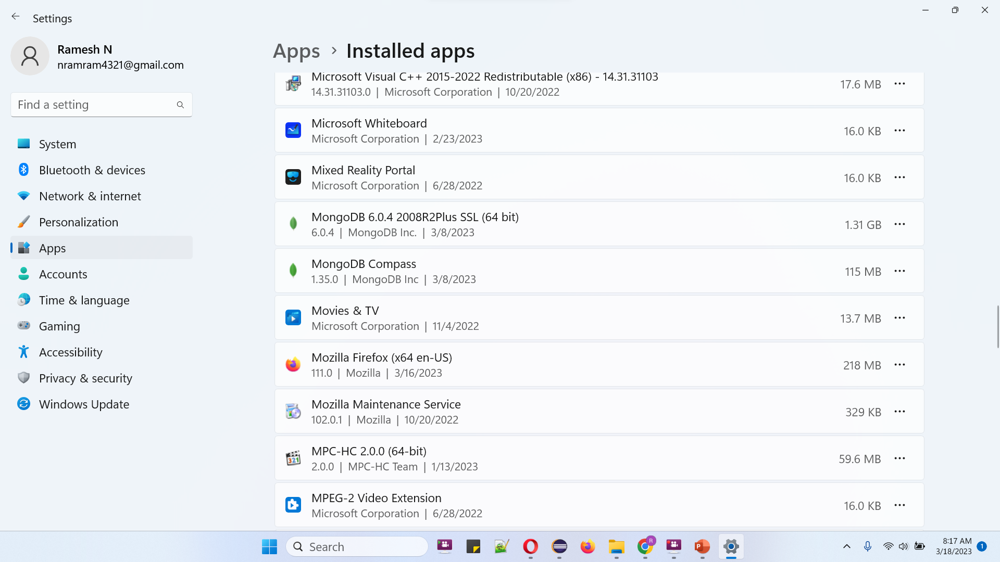 Settings
Ramesh N
nramram4321@gmail.com
Find a setting
System
Bluetooth & devices
Network & internet
Personalization
Apps
Accounts
Time & language
Gaming
Accessibility
Privacy & security
Windows Update
Apps > Installed apps
Microsoft Visual C++ 2015-2022 Redistributable (x86) - 14.31.31103
14.31.31103.0 | Microsoft Corporation | 10/20/2022
17.6 MB
Microsoft Whiteboard
Microsoft Corporation | 2/23/2023
16.0 KB
Mixed Reality Portal
Microsoft Corporation | 6/28/2022
16.0 KB
MongoDB 6.0.4 2008R2Plus SSL (64 bit)
6.0.4 | MongoDB Inc. | 3/8/2023
1.31 GB
MongoDB Compass
1.35.0 | MongoDB Inc | 3/8/2023
115 MB
Movies & TV
Microsoft Corporation | 11/4/2022
13.7 MB
Mozilla Firefox (x64 en-US)
111.0 | Mozilla | 3/16/2023
218 MB
Mozilla Maintenance Service
102.0.1 | Mozilla | 10/20/2022
329 KB
321
MPC-HC 2.0.0 (64-bit)
2.0.0 | MPC-HC Team | 1/13/2023
59.6 MB
MPEG-2 Video Extension
Microsoft Corporation | 6/28/2022
16.0 KB
Search
R
P
8:17 AM
3/18/2023
1